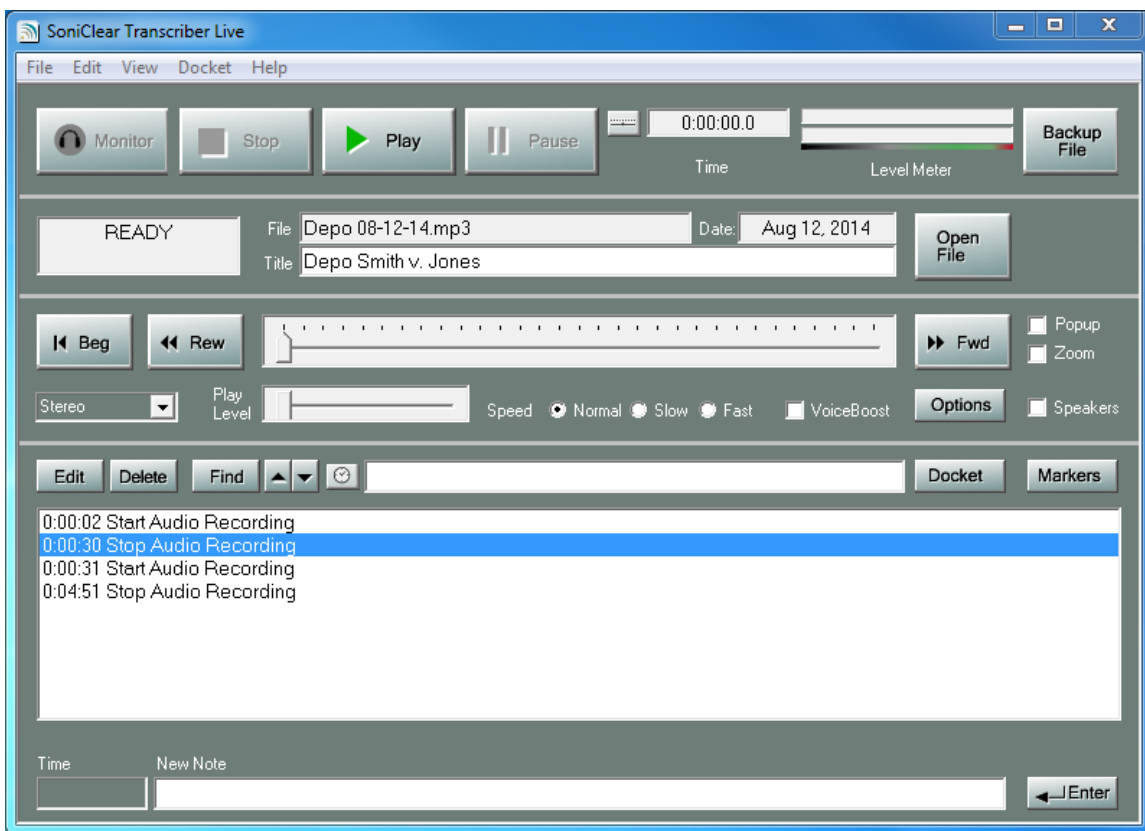 SoniClear Transcriber Live
File Edit View Docket Help
Monitor Stop Play Pause 0:00:00.0 Backup File
Time Level Meter
READY File Depo 08-12-14.mp3 Date: Aug 12, 2014 Open File
Title Depo Smith v. Jones
Beg Rew Fwd Popup
Zoom
Stereo Play Level Speed Normal Slow Fast VoiceBoost Options Speakers
Edit Delete Find Docket Markers
0:00:02 Start Audio Recording
0:00:30 Stop Audio Recording
0:00:31 Start Audio Recording
0:04:51 Stop Audio Recording
Time New Note
Enter